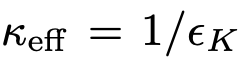 κ_eff = 1/ϵ_K